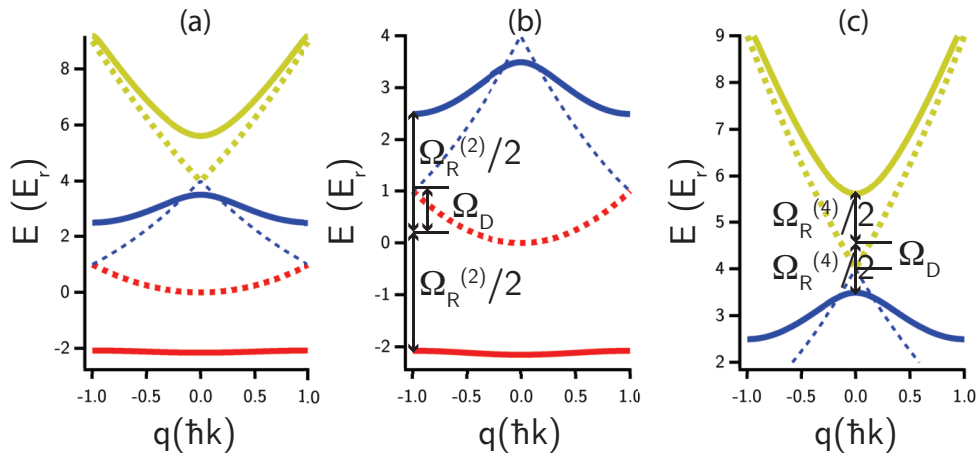 (a)
E (E_r)
8
6
4
2
0
-2
-1.0 -0.5 0.0 0.5 1.0
q(ħk)
(b)
4
3
2
1
0
-1
-2
Ω_R^(2)/2
Ω_D
Ω_R^(2)/2
-1.0 -0.5 0.0 0.5 1.0
q(ħk)
(c)
E (E_r)
9
8
7
6
5
4
3
2
Ω_R^(4)/2
Ω_R^(4)/2
Ω_D
-1.0 -0.5 0.0 0.5 1.0
q(ħk)
E (E_r)